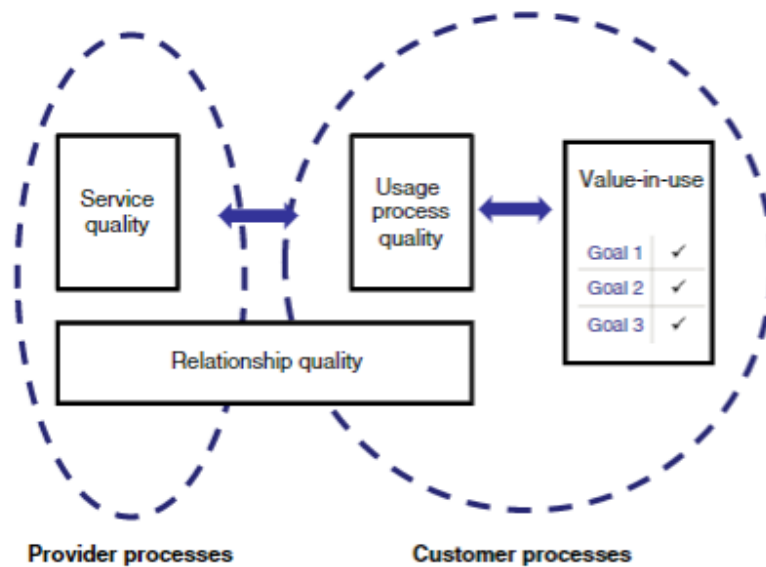 Service
quality
Usage
process
quality
Value-in-use
Goal 1 ✓
Goal 2 ✓
Goal 3 ✓
Relationship quality
Provider processes
Customer processes